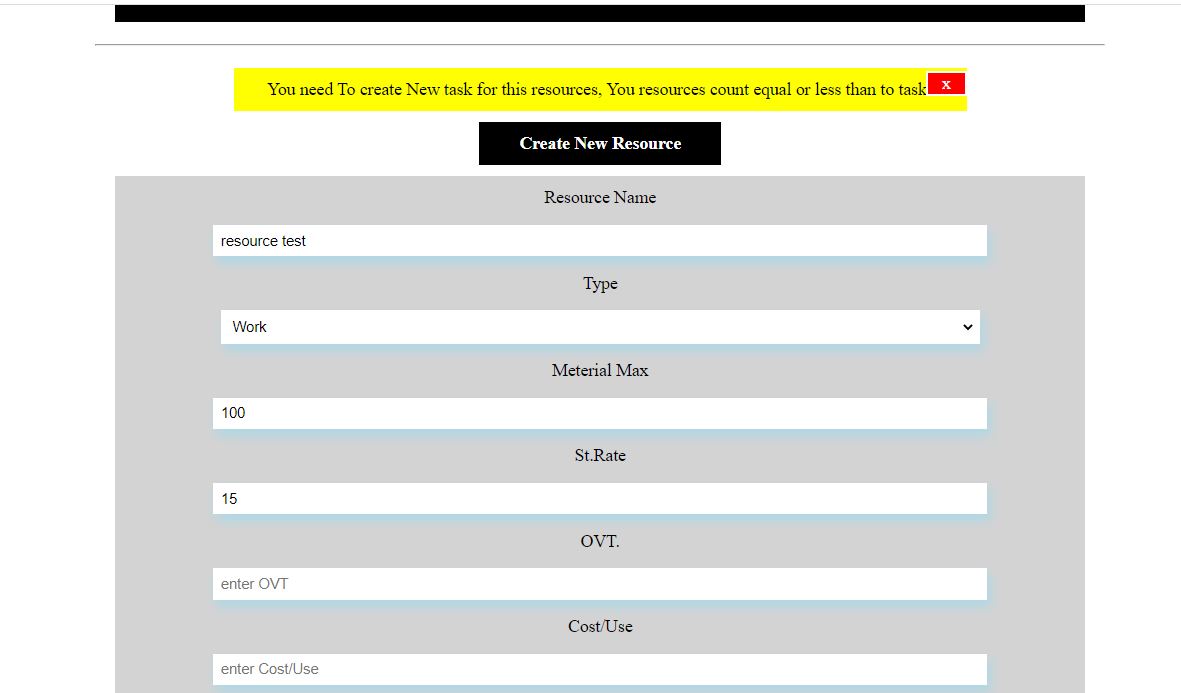 You need To create New task for this resources, You resources count equal or less than to task
x
Create New Resource
Resource Name
resource test
Type
Work
Meterial Max
100
St.Rate
15
OVT.
enter OVT
Cost/Use
enter Cost/Use